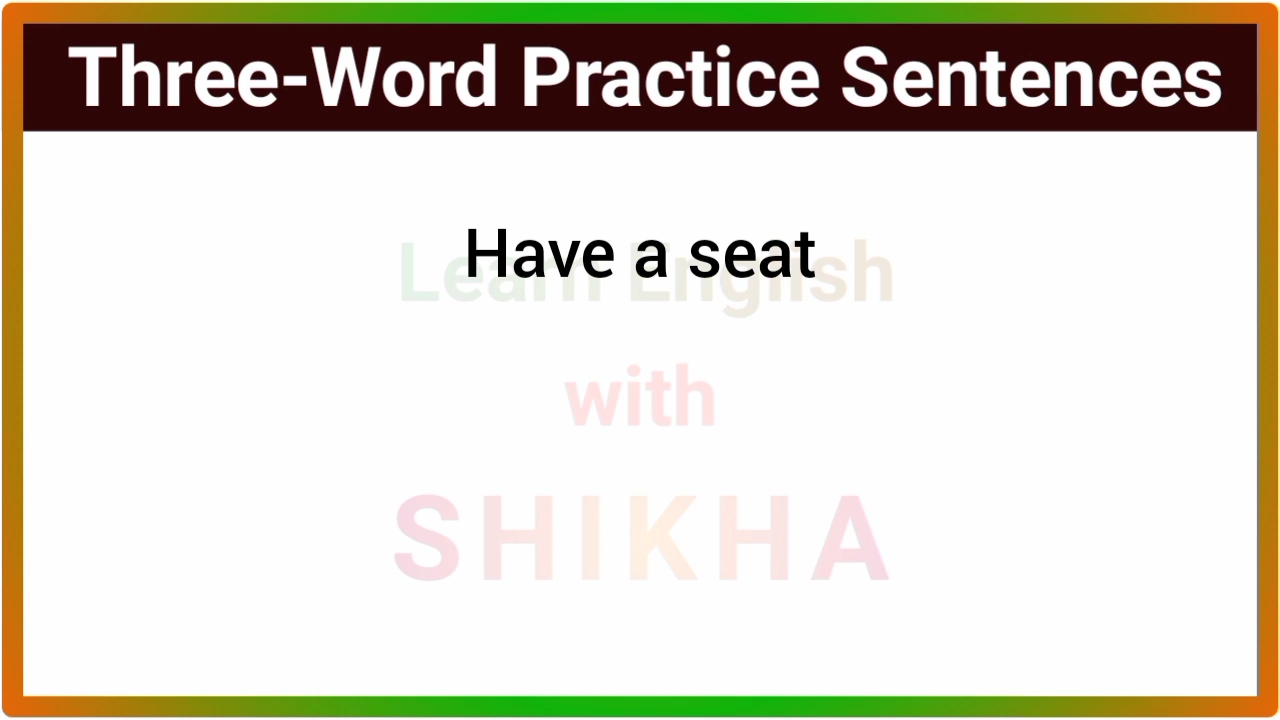 Three-Word Practice Sentences
Have a seat
Learn English
with
SHIKHA